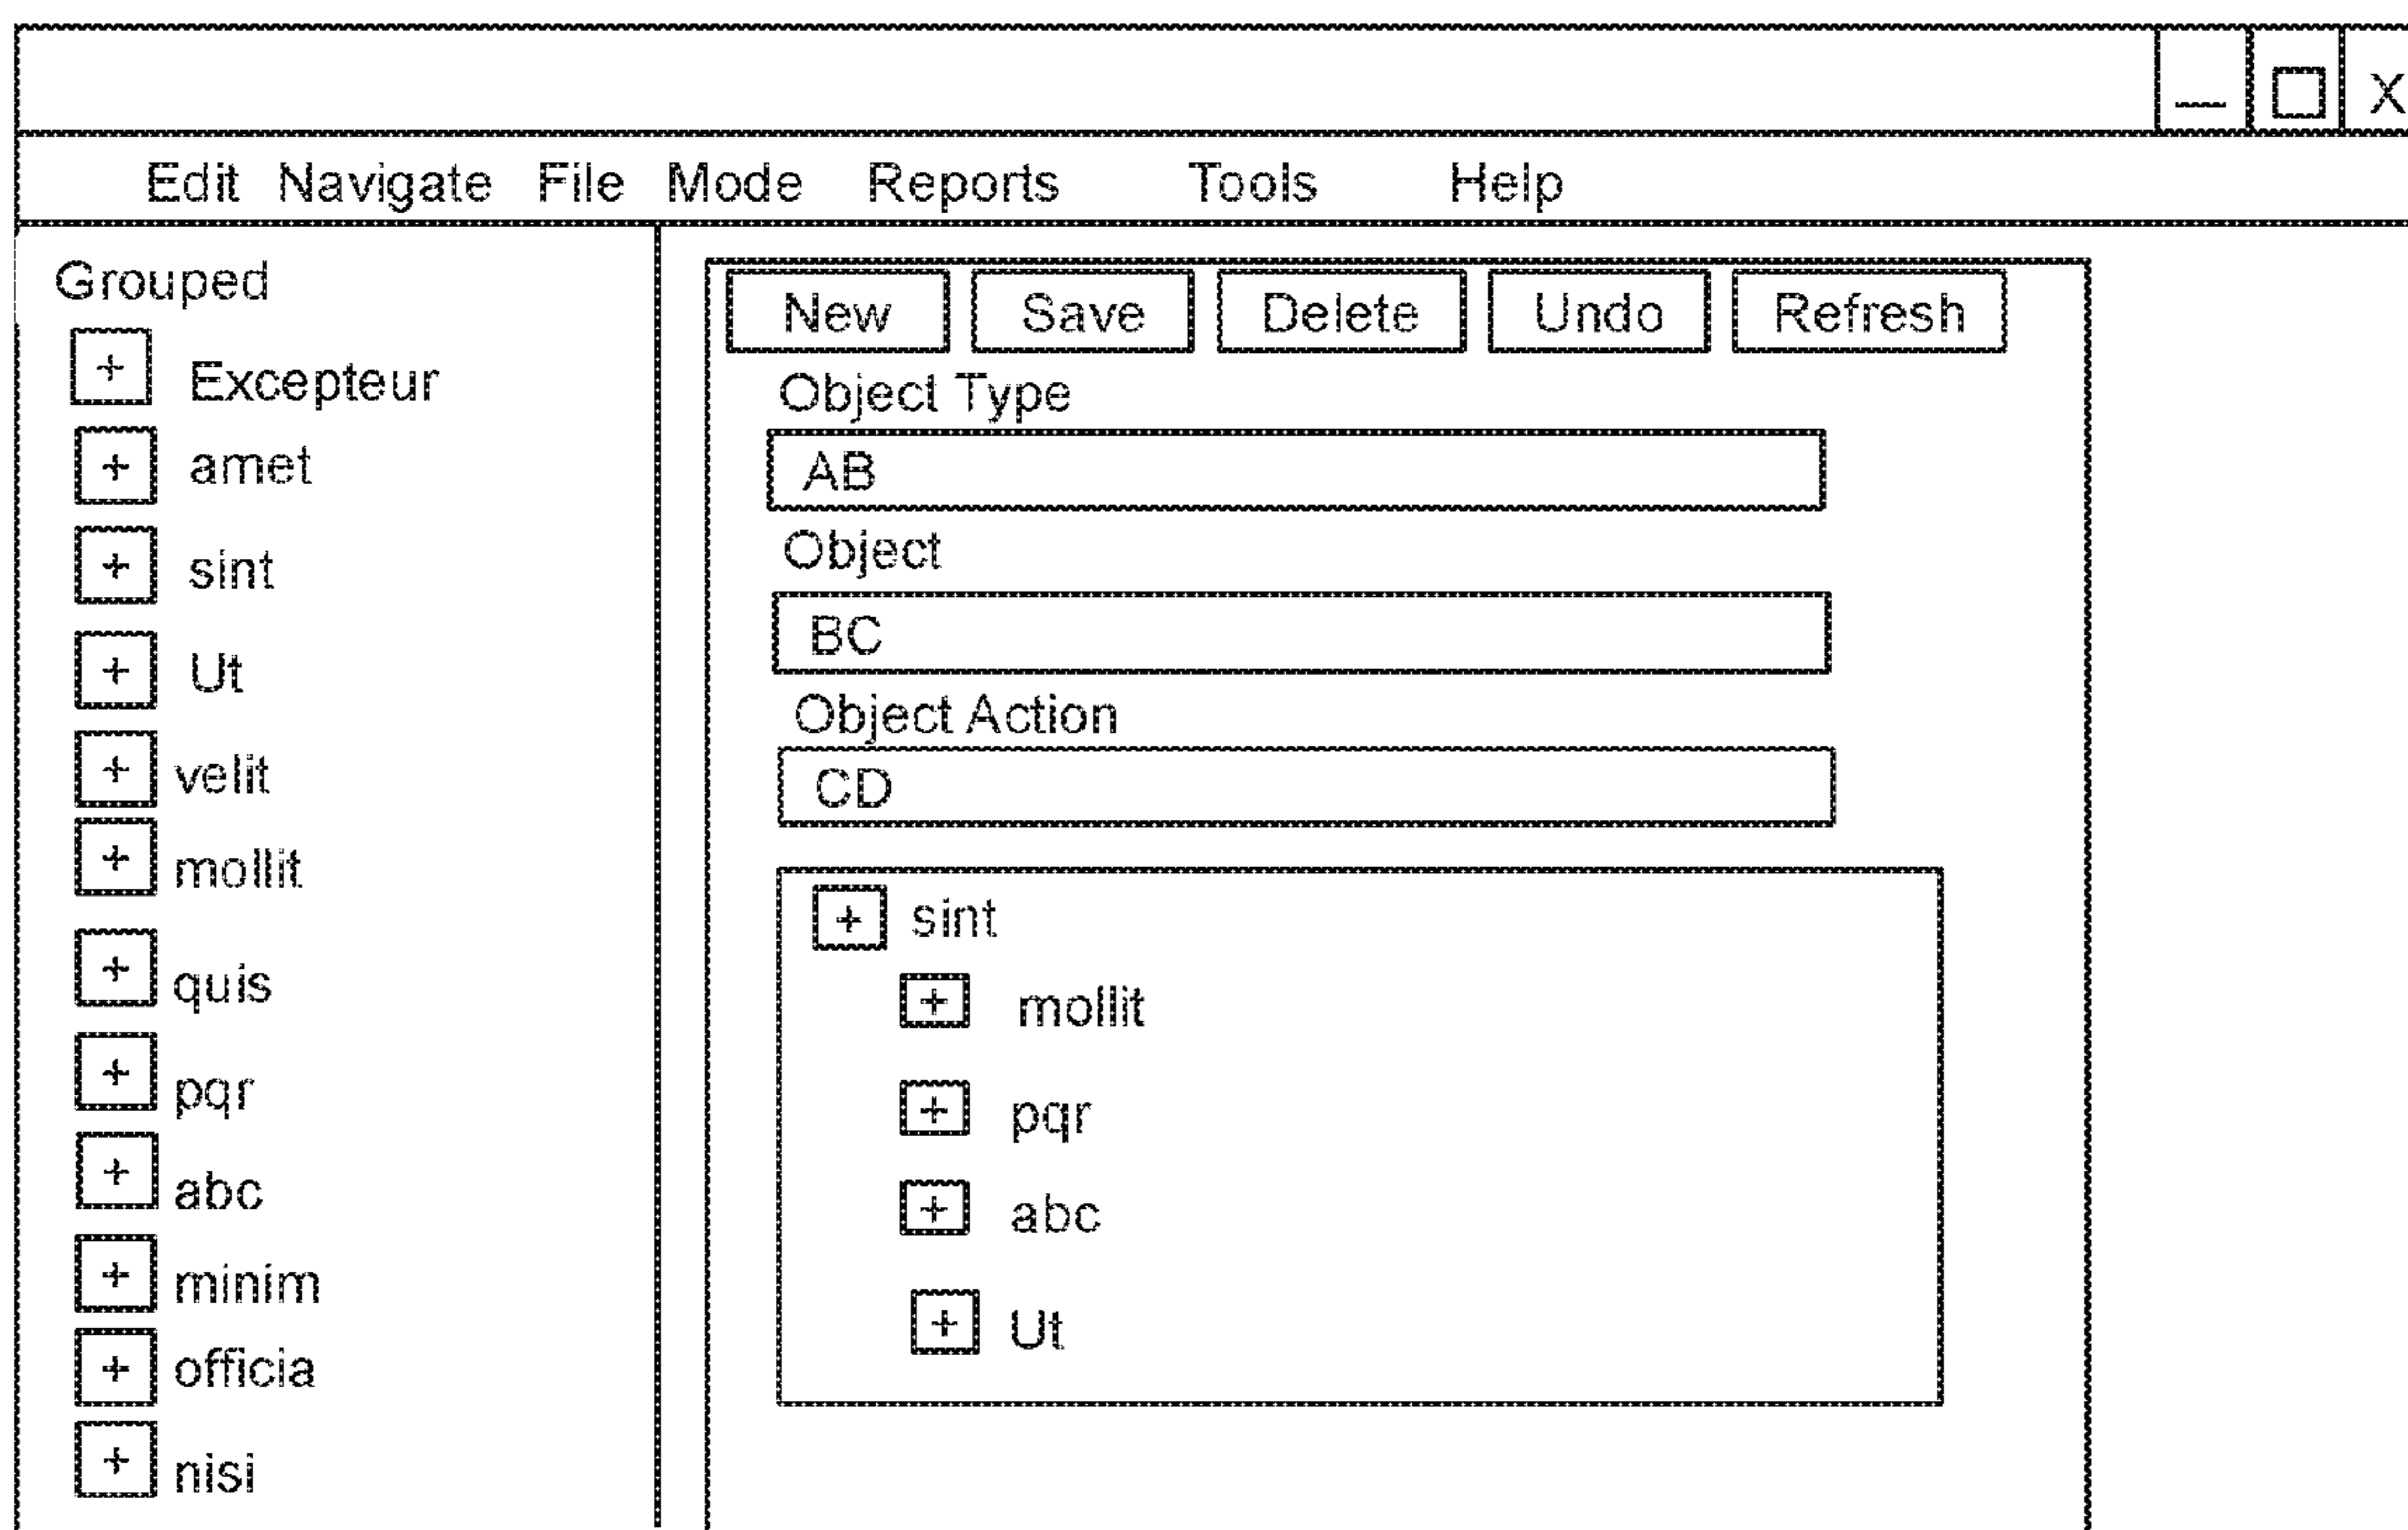 X
Edit Navigate File Mode Reports Tools Help
Grouped
+ Excepteur
+ amet
+ sint
+ Ut
+ velit
+ mollit
+ quis
+ pqr
+ abc
+ minim
+ officia
+ nisi
New Save Delete Undo Refresh
Object Type
AB
Object
BC
Object Action
CD
+ sint
+ mollit
+ pqr
+ abc
+ Ut